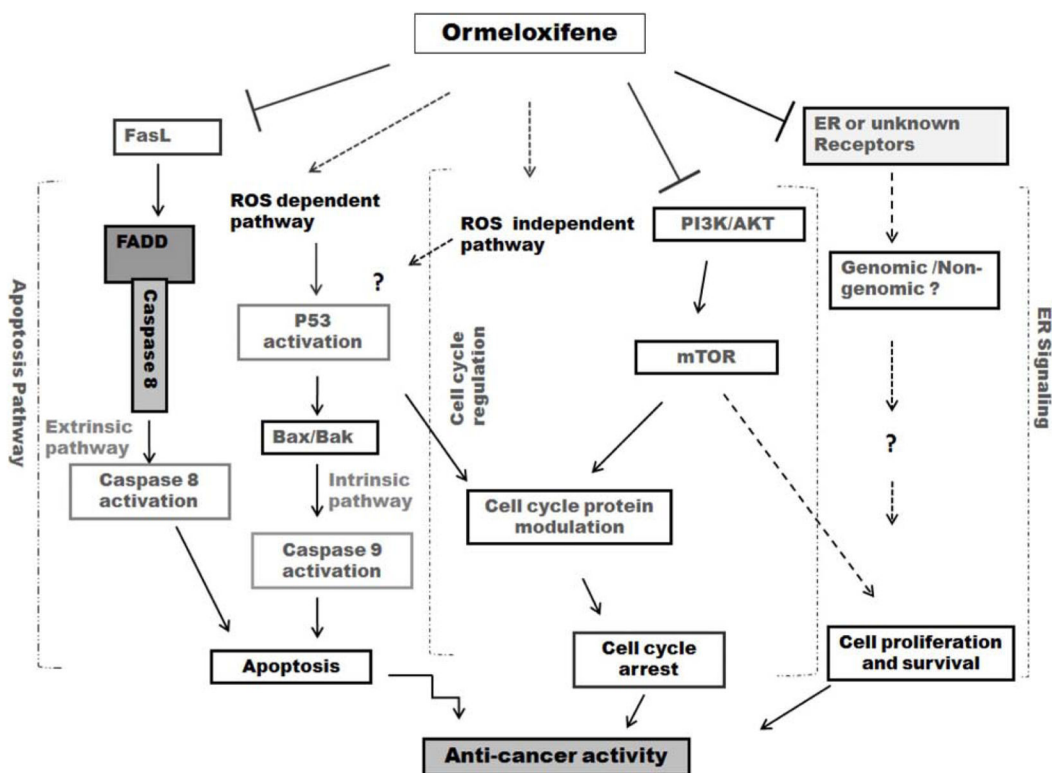 Ormeloxifene
FasL
ER or unknown
Receptors
ROS dependent
pathway
ROS independent
pathway
PI3K/AKT
FADD
Caspase 8
?
Genomic /Non-
genomic ?
P53
activation
mTOR
Apoptosis Pathway
Cell cycle
regulation
ER Signaling
Extrinsic
pathway
Bax/Bak
?
Caspase 8
activation
Intrinsic
pathway
Cell cycle protein
modulation
Caspase 9
activation
Apoptosis
Cell cycle
arrest
Cell proliferation
and survival
Anti-cancer activity